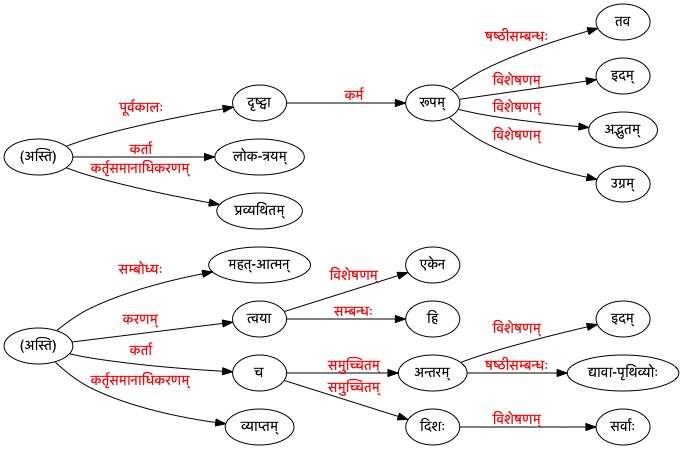 तव
षष्ठीसम्बन्धः
इदम्
विशेषणम्
पूर्वकालः दृष्ट्वा कर्म रूपम्
विशेषणम् अद्भुतम्
विशेषणम्
(अस्ति) कर्ता लोक-त्रयम्
कर्तृसमानाधिकरणम्
उग्रम्
प्रव्यथितम्
सम्बोध्यः महत्-आत्मन् विशेषणम् एकेन
करणम् त्वया सम्बन्धः हि विशेषणम् इदम्
(अस्ति) कर्ता
च समुच्चितम् अन्तरम् षष्ठीसम्बन्धः द्यावा-पृथिव्योः
कर्तृसमानाधिकरणम् समुच्चितम्
व्याप्तम् दिशः विशेषणम् सर्वाः